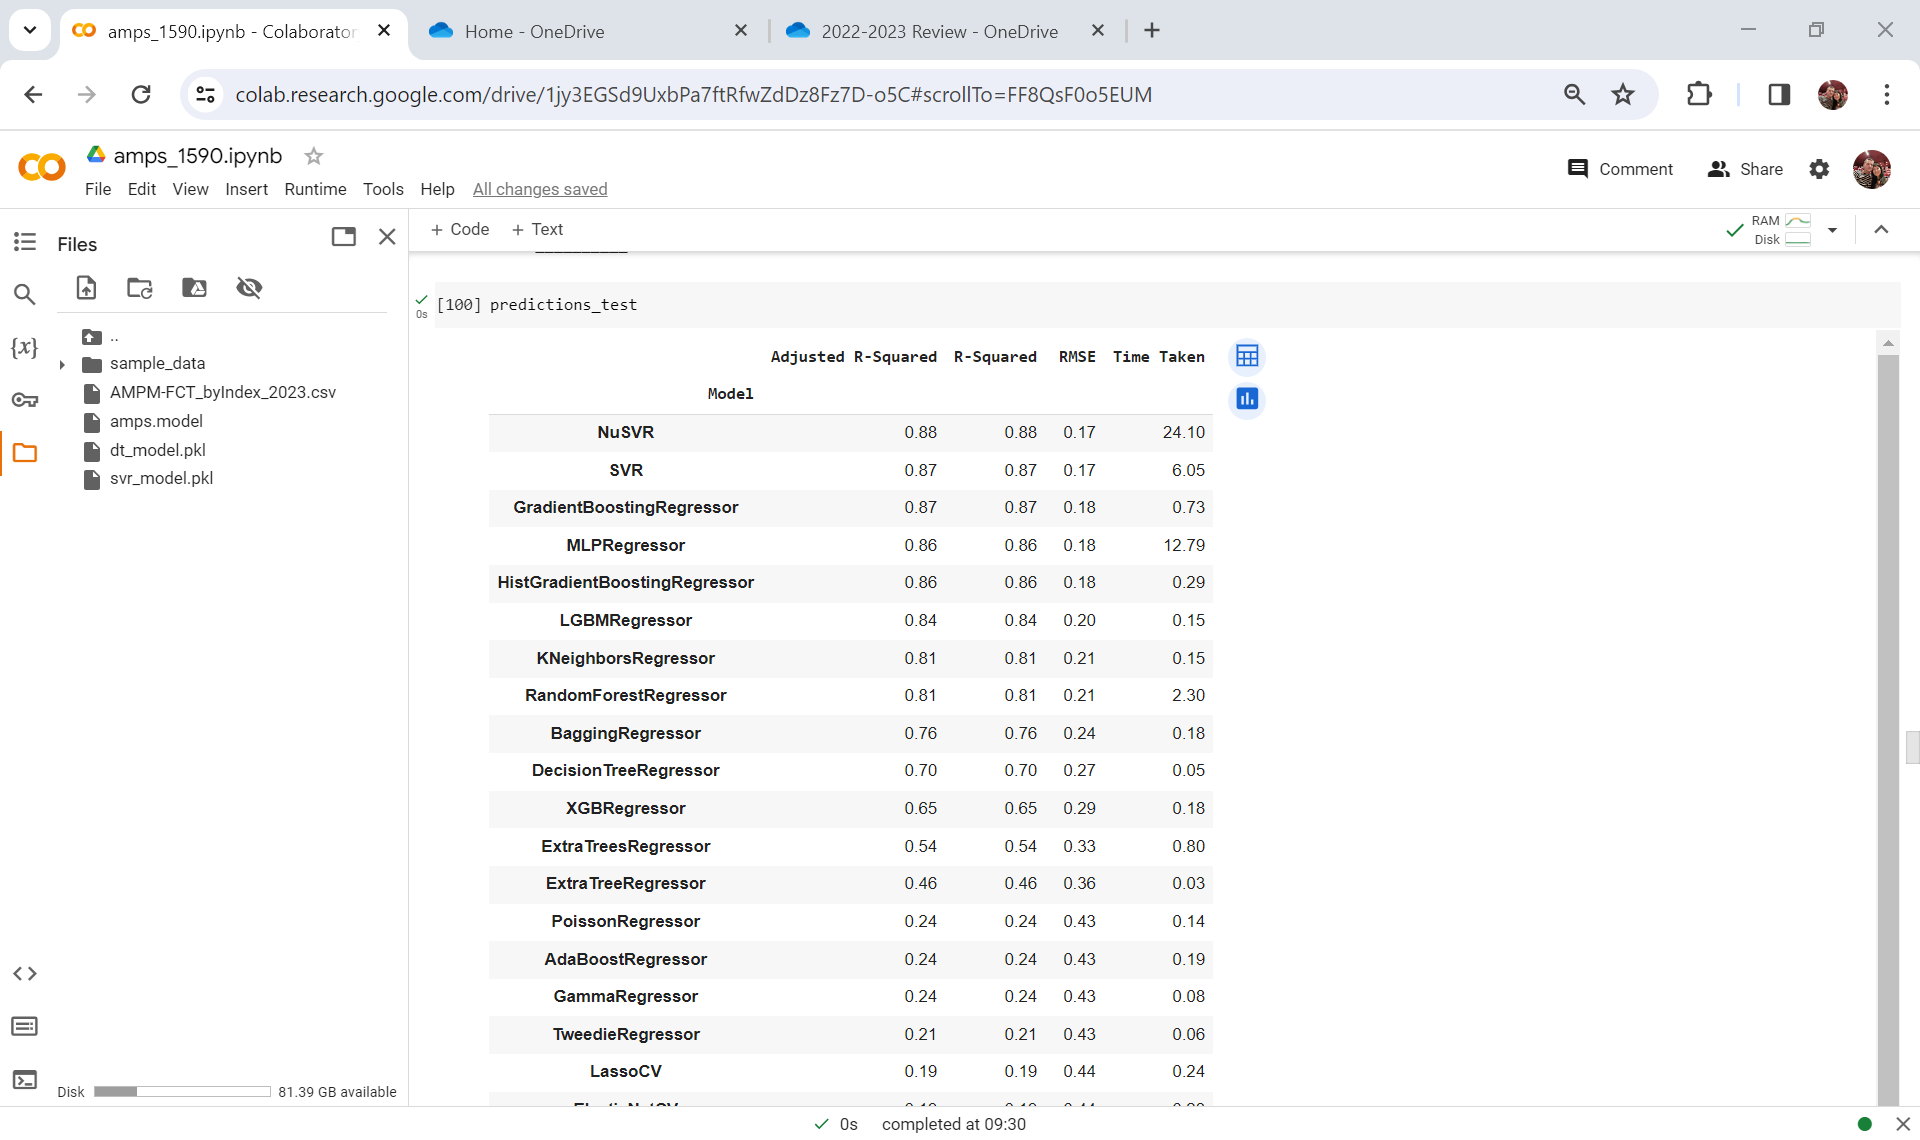 amps_1590.ipynb - Colaborator
Home - OneDrive
2022-2023 Review - OneDrive
colab.research.google.com/drive/1jy3EGSd9UxbPa7ftRfwZdDz8Fz7D-o5C#scrollTo=FF8QsF0o5EUM
amps_1590.ipynb
File Edit View Insert Runtime Tools Help All changes saved
Comment
Share
Files
+ Code + Text
RAM
Disk
..
sample_data
AMPM-FCT_byIndex_2023.csv
amps.model
dt_model.pkl
svr_model.pkl
{x}
Disk 81.39 GB available
0s
[100] predictions_test
Adjusted R-Squared R-Squared RMSE Time Taken
Model
NuSVR 0.88 0.88 0.17 24.10
SVR 0.87 0.87 0.17 6.05
GradientBoostingRegressor 0.87 0.87 0.18 0.73
MLPRegressor 0.86 0.86 0.18 12.79
HistGradientBoostingRegressor 0.86 0.86 0.18 0.29
LGBMRegressor 0.84 0.84 0.20 0.15
KNeighborsRegressor 0.81 0.81 0.21 0.15
RandomForestRegressor 0.81 0.81 0.21 2.30
BaggingRegressor 0.76 0.76 0.24 0.18
DecisionTreeRegressor 0.70 0.70 0.27 0.05
XGBRegressor 0.65 0.65 0.29 0.18
ExtraTreesRegressor 0.54 0.54 0.33 0.80
ExtraTreeRegressor 0.46 0.46 0.36 0.03
PoissonRegressor 0.24 0.24 0.43 0.14
AdaBoostRegressor 0.24 0.24 0.43 0.19
GammaRegressor 0.24 0.24 0.43 0.08
TweedieRegressor 0.21 0.21 0.43 0.06
LassoCV 0.19 0.19 0.44 0.24
0s completed at 09:30